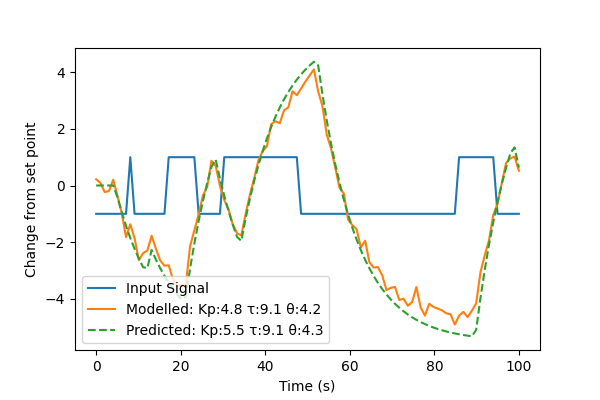 4
2
0
−2
−4
Change from set point
Input Signal
Modelled: Kp:4.8 τ:9.1 θ:4.2
Predicted: Kp:5.5 τ:9.1 θ:4.3
0 20 40 60 80 100
Time (s)